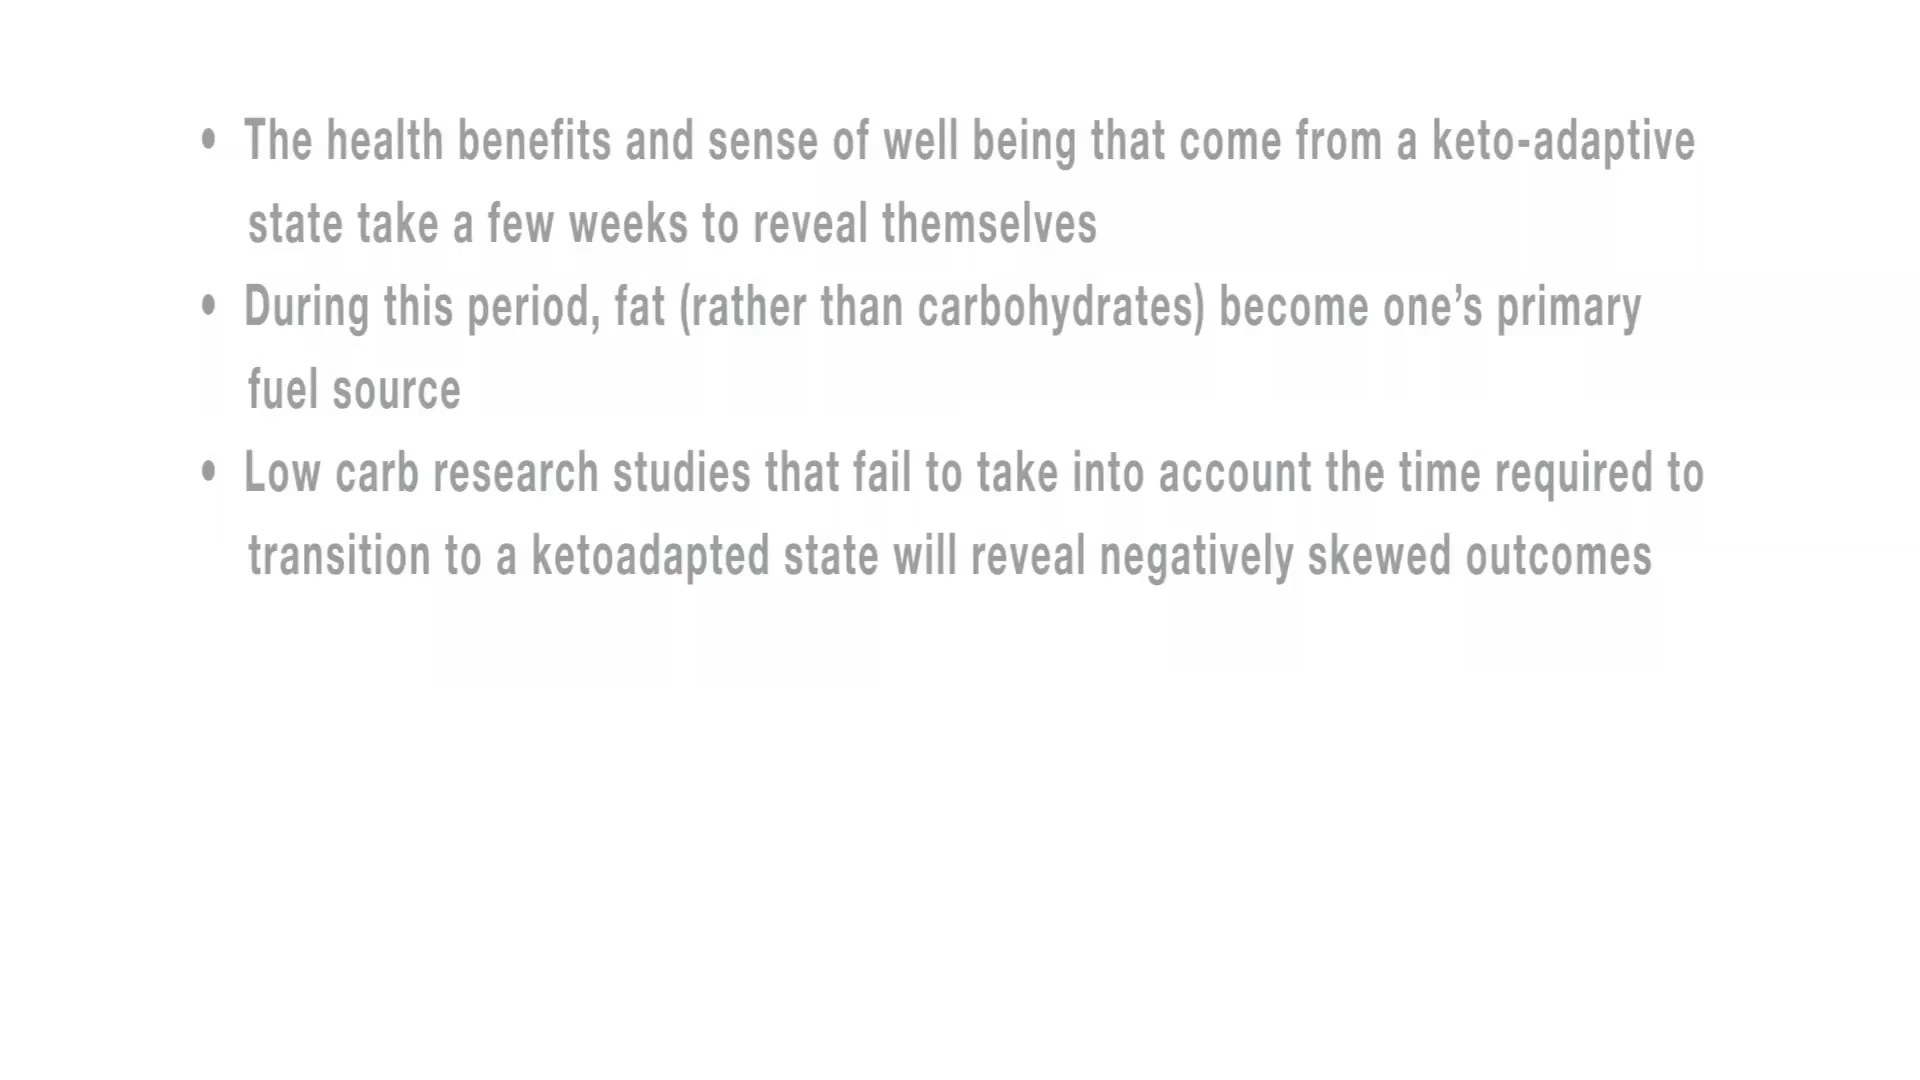 • The health benefits and sense of well being that come from a keto-adaptive
state take a few weeks to reveal themselves
• During this period, fat (rather than carbohydrates) become one’s primary
fuel source
• Low carb research studies that fail to take into account the time required to
transition to a ketoadapted state will reveal negatively skewed outcomes